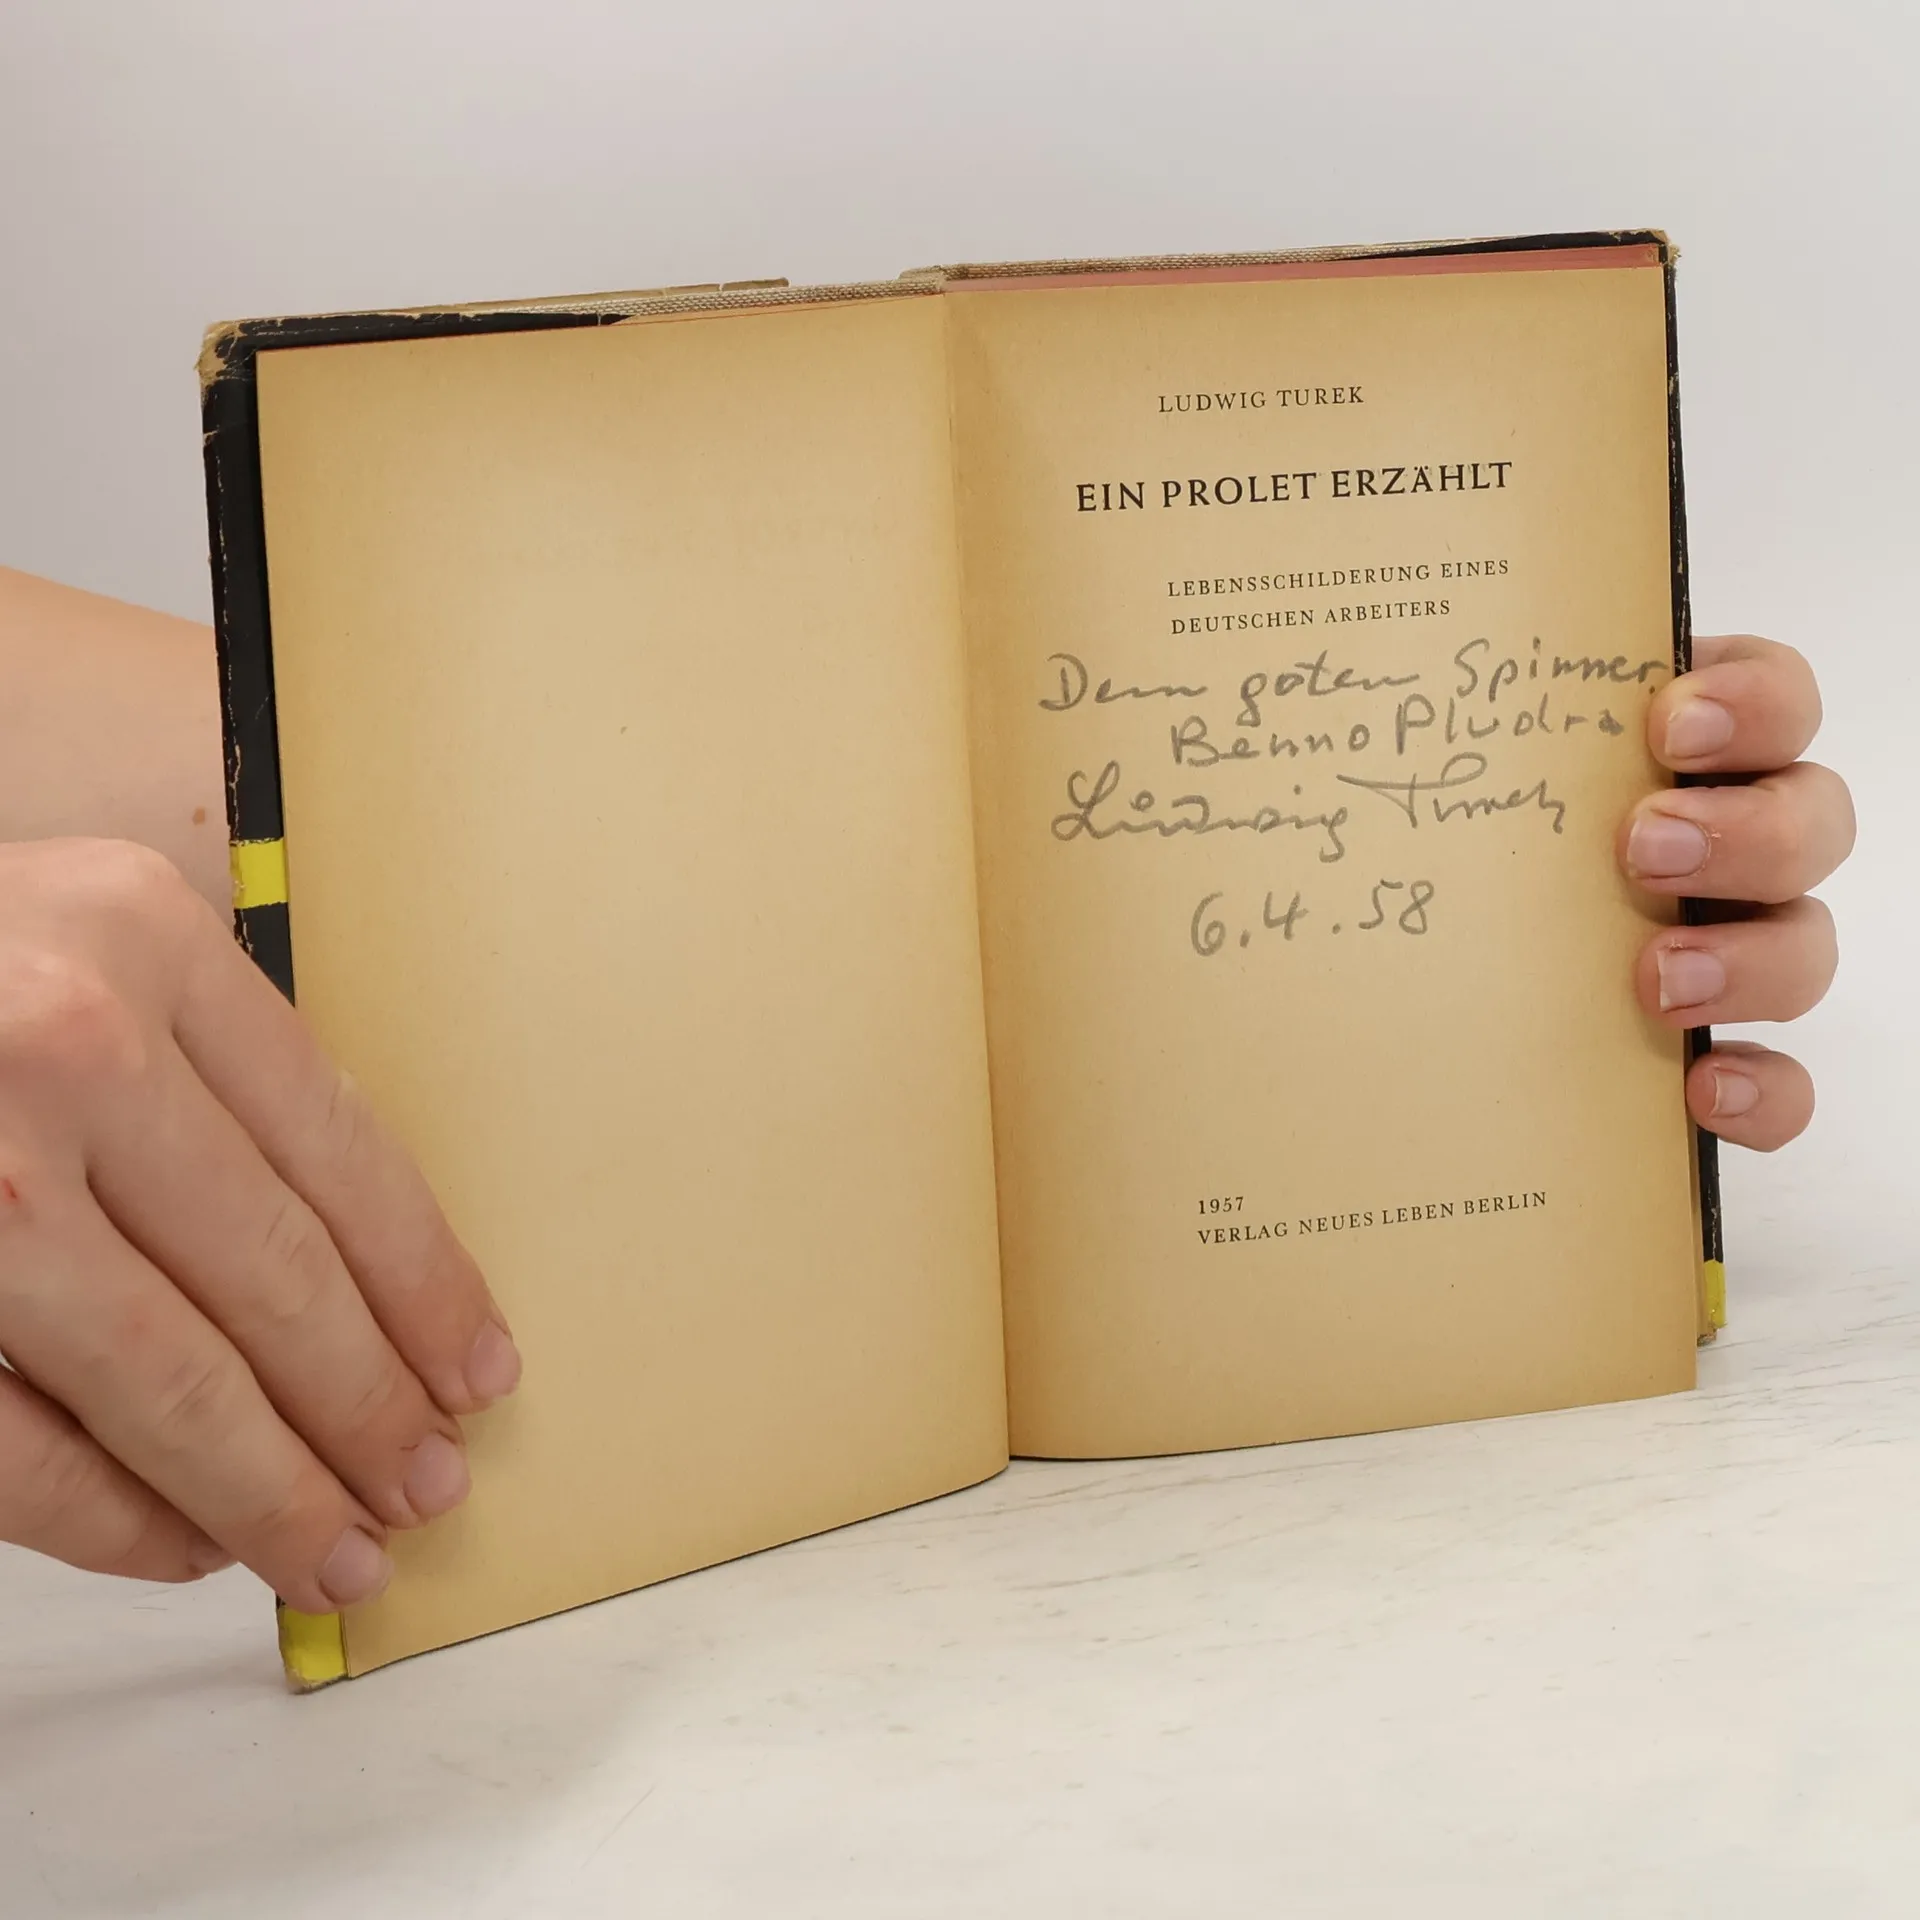 LUDWIG TUREK
EIN PROLET ERZÄHLT
LEBENSSCHILDERUNG EINES
DEUTSCHEN ARBEITERS
Dem goten Spinner
Benno Pludra
Ludwig Turek
6.4.58
1957
VERLAG NEUES LEBEN BERLIN